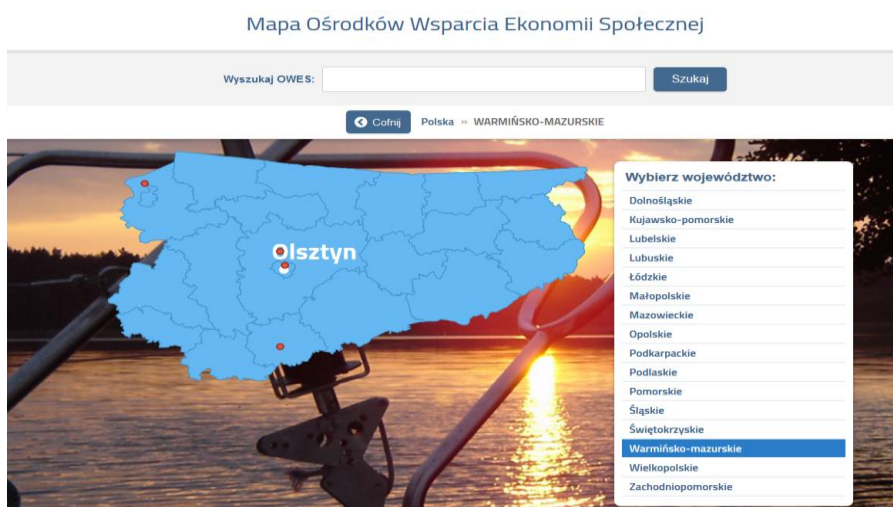 Mapa Ośrodków Wsparcia Ekonomii Społecznej
Wyszukaj OWES:
Szukaj
Cofnij
Polska » WARMIŃSKO-MAZURSKIE
Olsztyn
Wybierz województwo:
Dolnośląskie
Kujawsko-pomorskie
Lubelskie
Lubuskie
Łódzkie
Małopolskie
Mazowieckie
Opolskie
Podkarpackie
Podlaskie
Pomorskie
Śląskie
Świętokrzyskie
Warmińsko-mazurskie
Wielkopolskie
Zachodniopomorskie